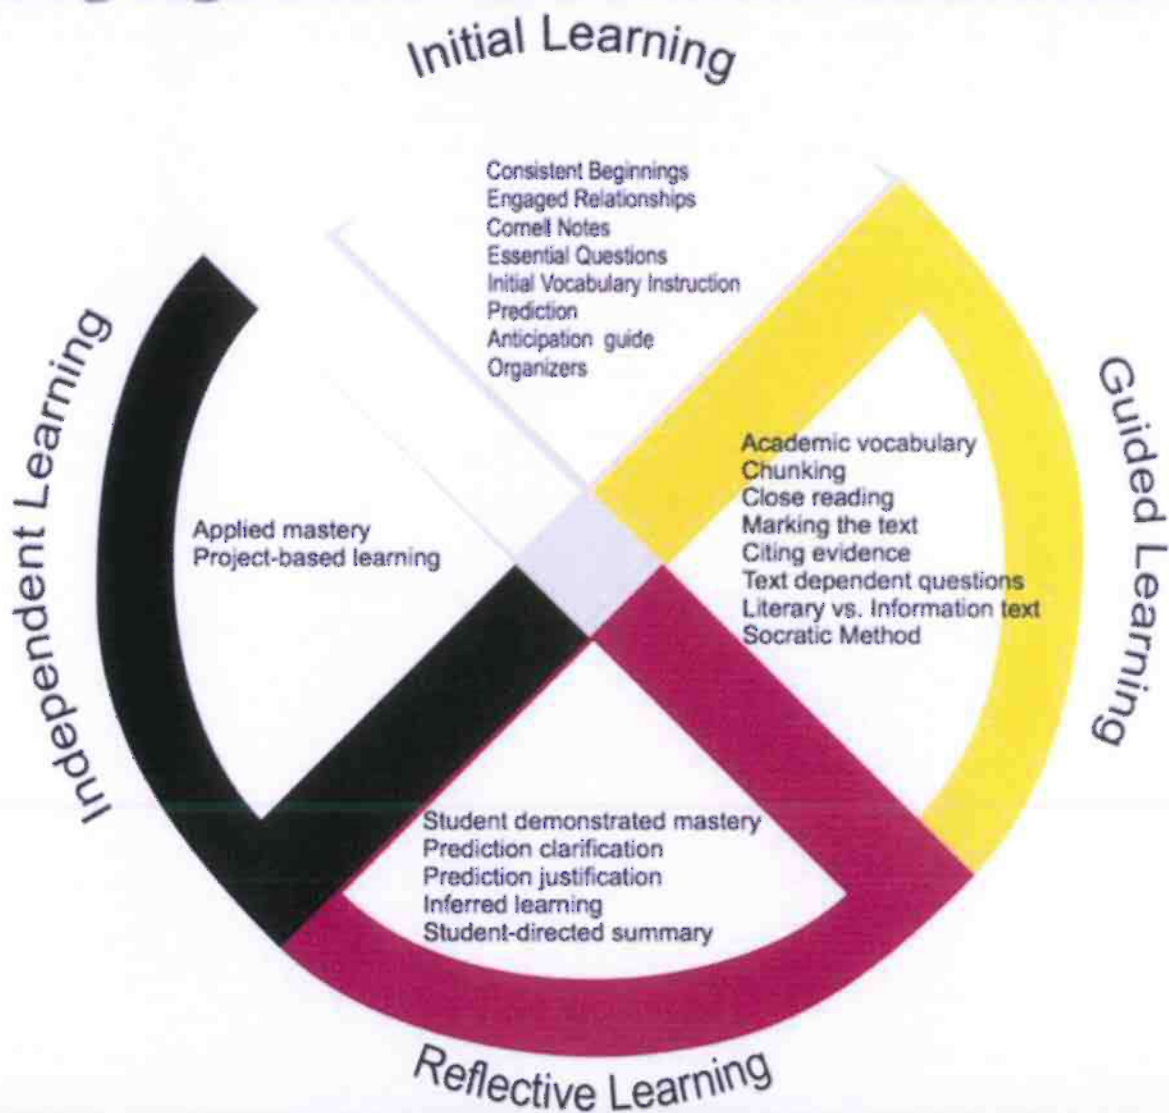 Initial Learning
Consistent Beginnings
Engaged Relationships
Cornell Notes
Essential Questions
Initial Vocabulary Instruction
Prediction
Anticipation guide
Organizers
Guided Learning
Academic vocabulary
Chunking
Close reading
Marking the text
Citing evidence
Text dependent questions
Literary vs. Information text
Socratic Method
Independent Learning
Applied mastery
Project-based learning
Student demonstrated mastery
Prediction clarification
Prediction justification
Inferred learning
Student-directed summary
Reflective Learning